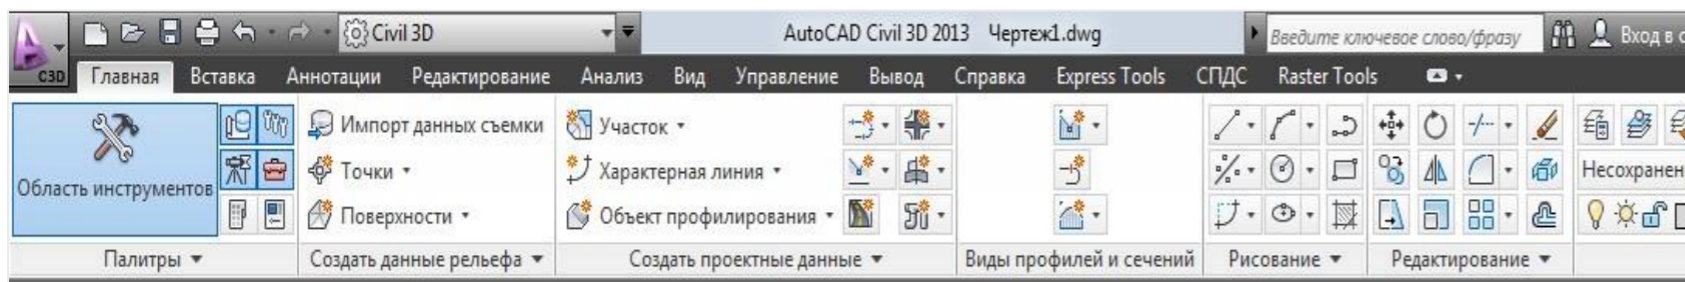 Civil 3D AutoCAD Civil 3D 2013 Чертеж1.dwg Введите ключевое слово/фразу Вход в
C3D Главная Вставка Аннотации Редактирование Анализ Вид Управление Вывод Справка Express Tools СПДС Raster Tools
Импорт данных съемки Участок
Область инструментов Точки Характерная линия Несохранен
Поверхности Объект профилирования
Палитры Создать данные рельефа Создать проектные данные Виды профилей и сечений Рисование Редактирование